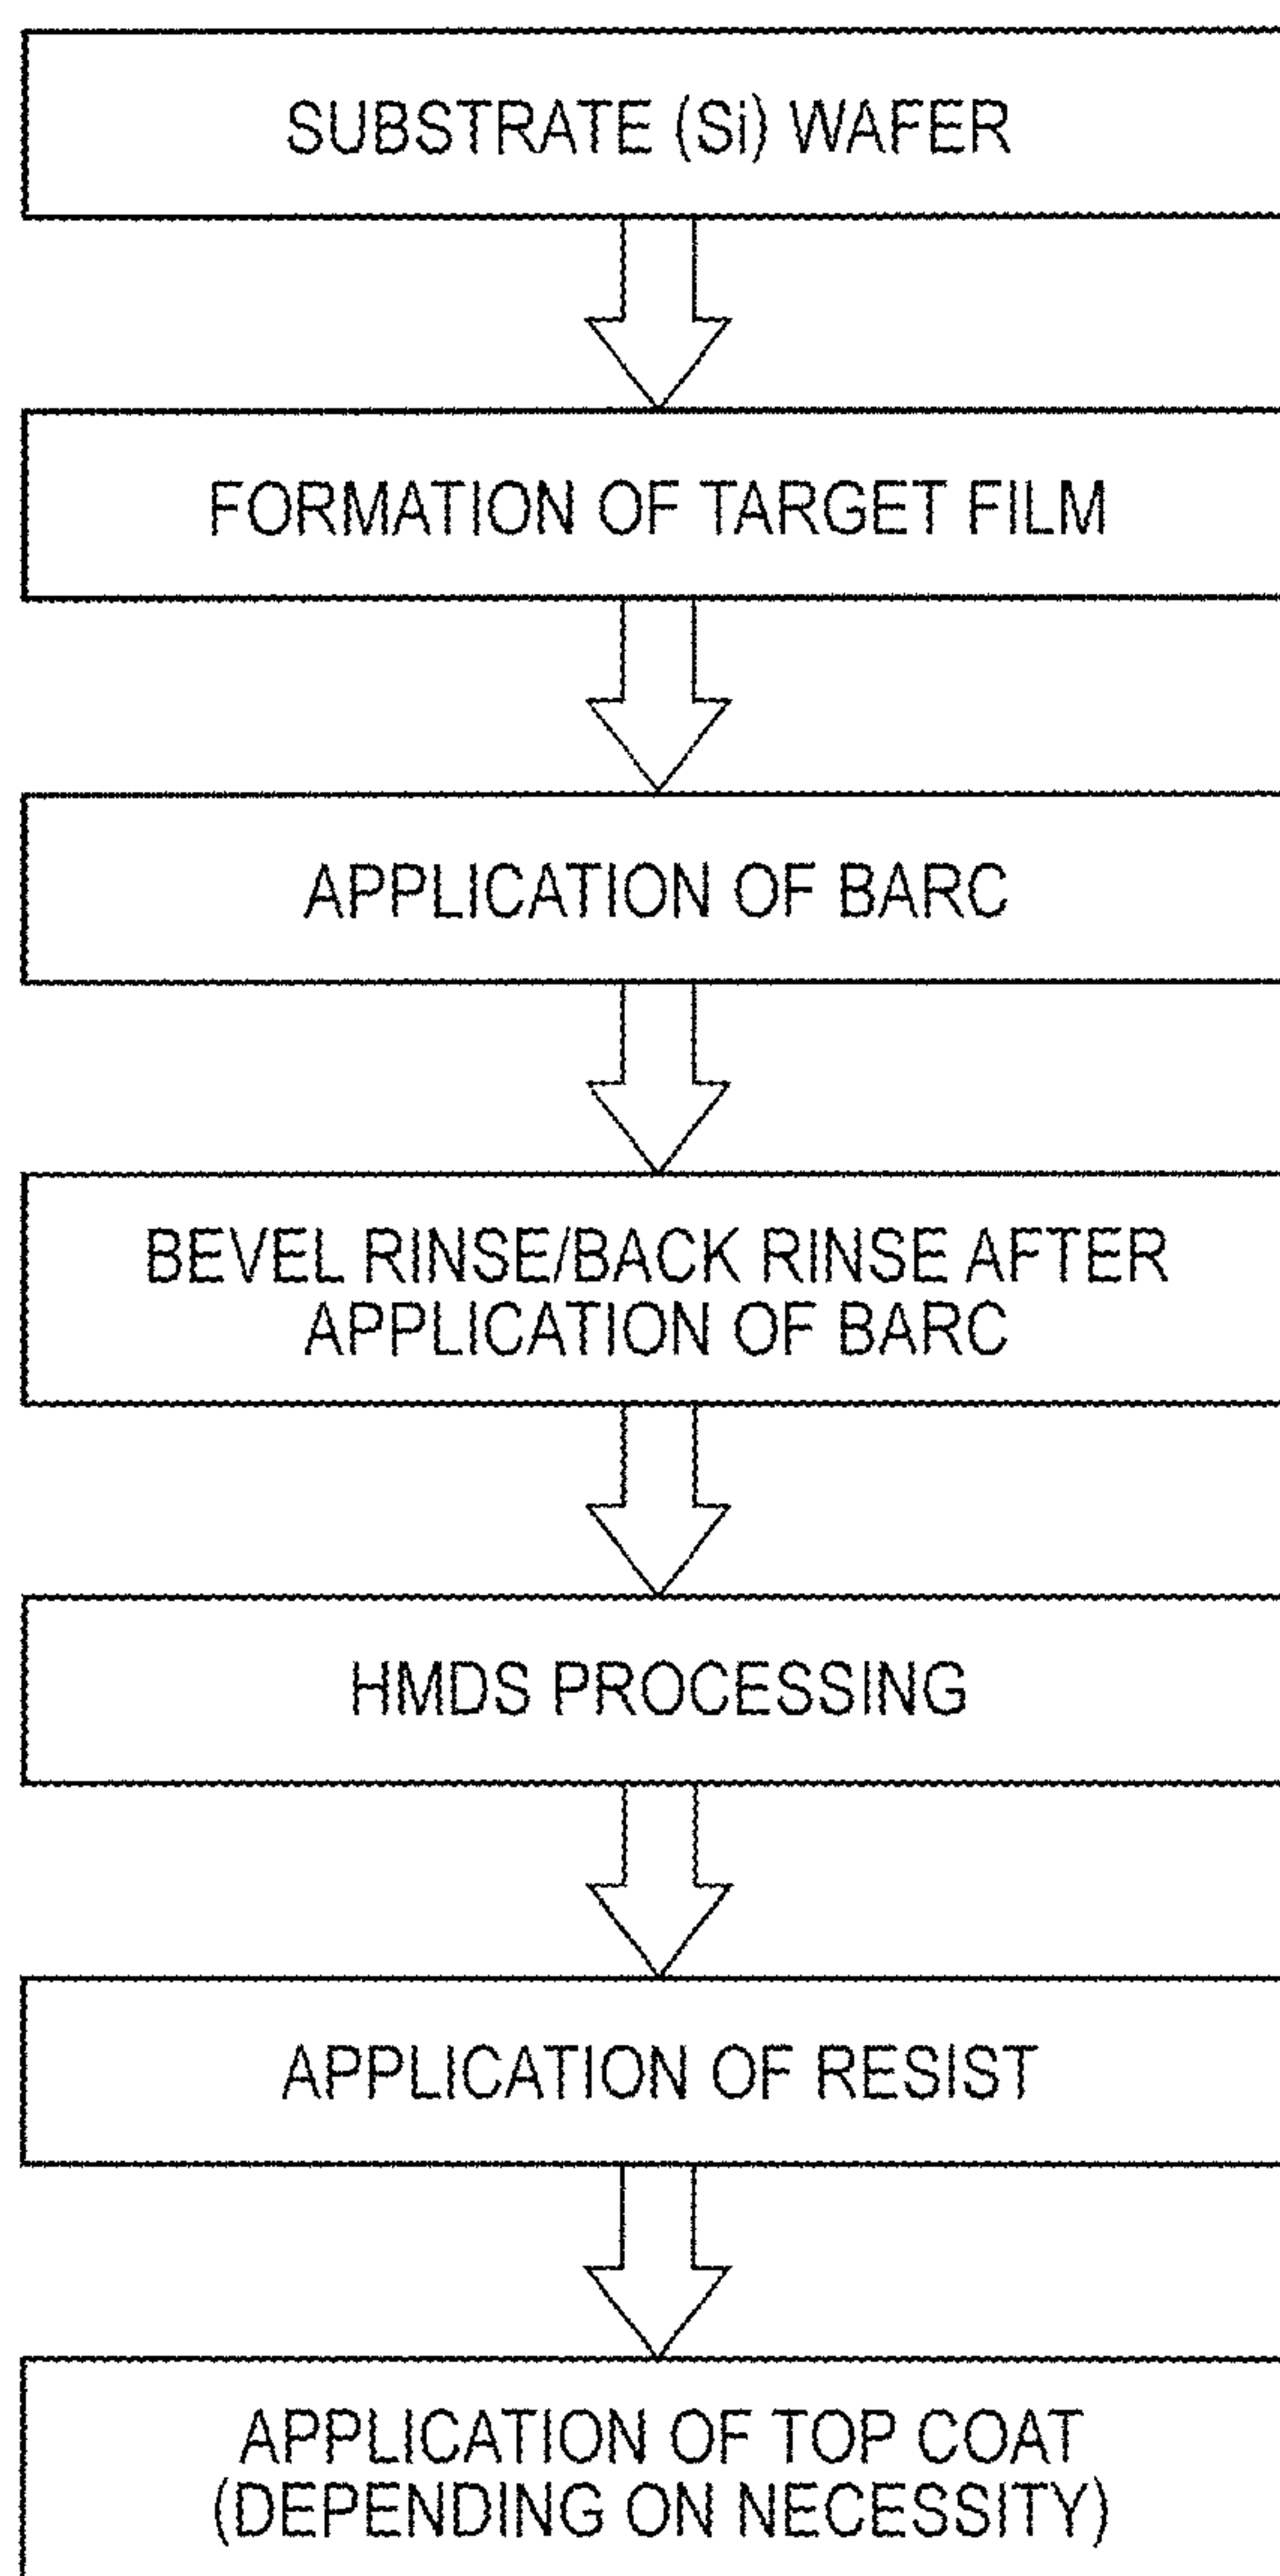 SUBSTRATE (Si) WAFER
FORMATION OF TARGET FILM
APPLICATION OF BARC
BEVEL RINSE/BACK RINSE AFTER
APPLICATION OF BARC
HMDS PROCESSING
APPLICATION OF RESIST
APPLICATION OF TOP COAT
(DEPENDING ON NECESSITY)